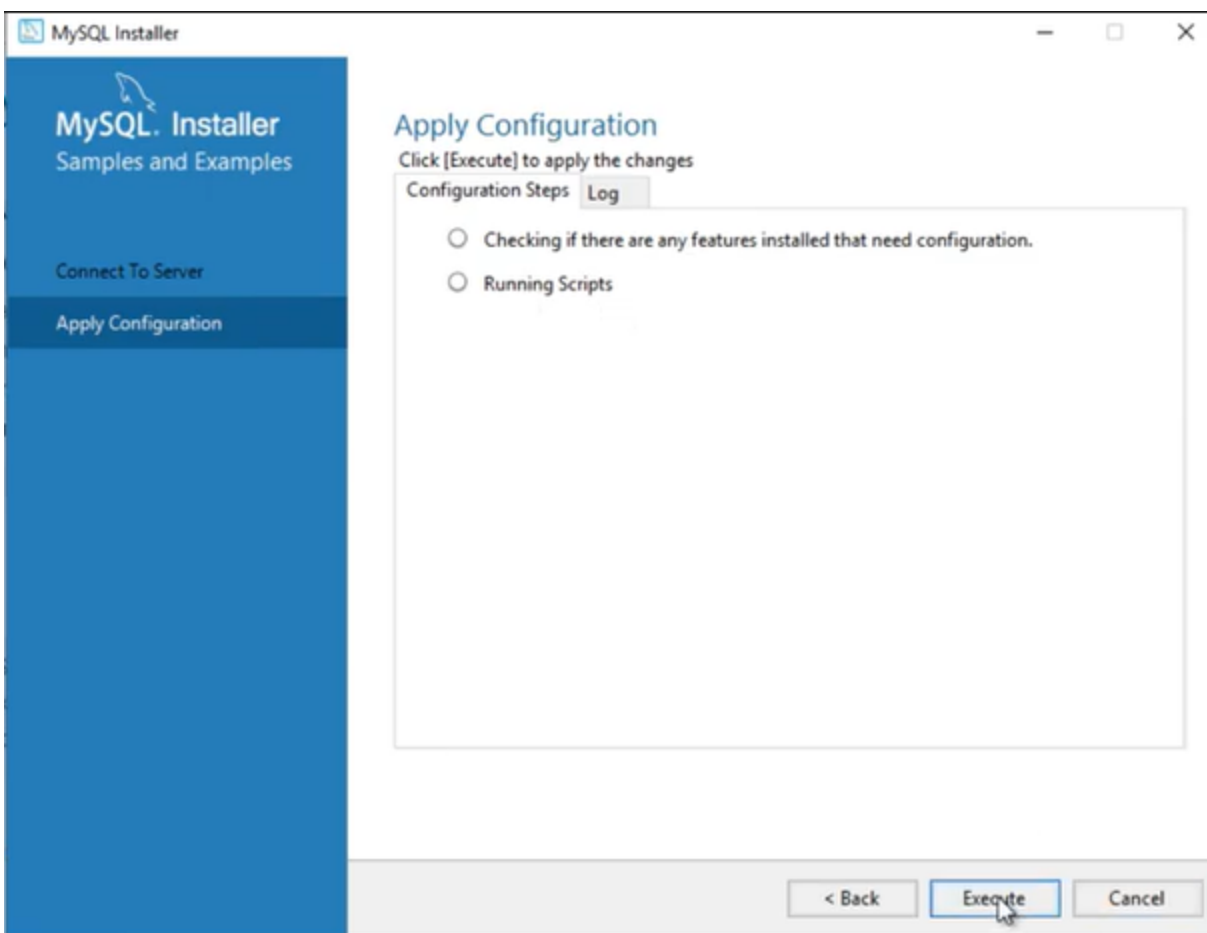 MySQL Installer
MySQL. Installer
Samples and Examples
Connect To Server
Apply Configuration
Apply Configuration
Click [Execute] to apply the changes
Configuration Steps
Log
Checking if there are any features installed that need configuration.
Running Scripts
< Back
Execute
Cancel